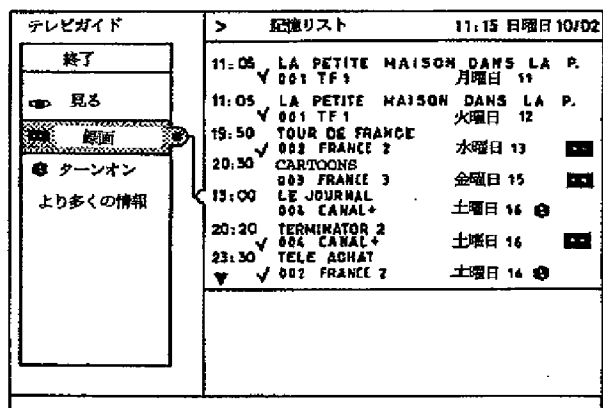 テレビガイド
> 記憶リスト 11:15 日曜日 10/02
終了
見る
録画
ターンオン
より多くの情報
11:05 LA PETITE MAISON DANS LA P.
✓ 001 TF1 月曜日 11
11:05 LA PETITE MAISON DANS LA P.
✓ 001 TF1 火曜日 12
19:50 TOUR DE FRANCE
✓ 002 FRANCE 2 水曜日 13
20:30 CARTOONS
003 FRANCE 3 金曜日 15
13:00 LE JOURNAL
004 CANAL+ 土曜日 16
20:20 TERMINATOR 2
✓ 004 CANAL+ 土曜日 16
23:30 TELE ACHAT
▼ ✓ 002 FRANCE 2 土曜日 16